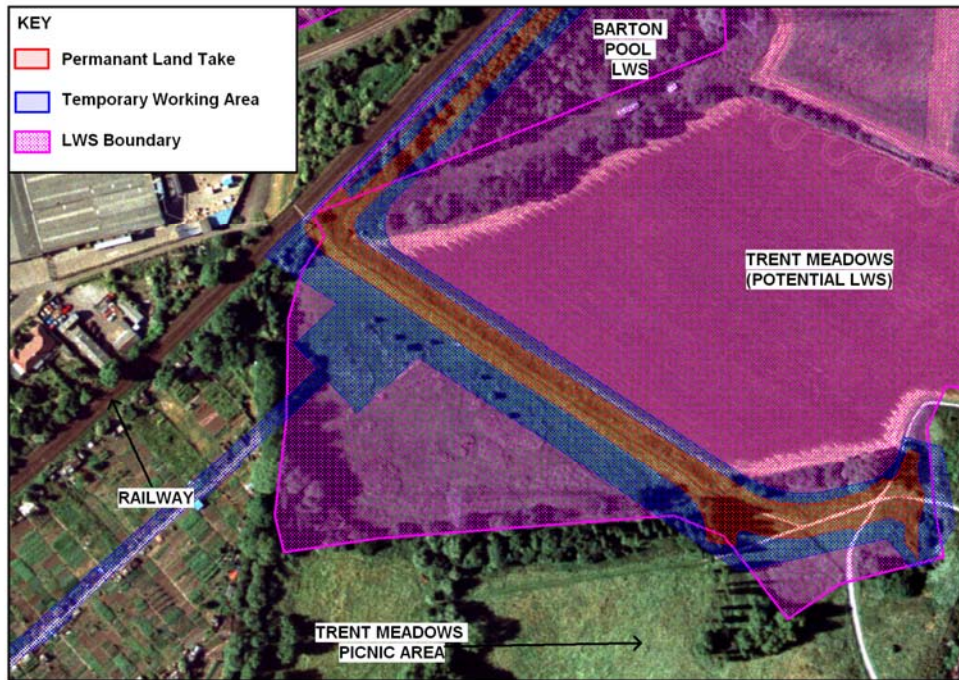 KEY
Permanant Land Take
Temporary Working Area
LWS Boundary
BARTON
POOL
LWS
TRENT MEADOWS
(POTENTIAL LWS)
RAILWAY
TRENT MEADOWS
PICNIC AREA